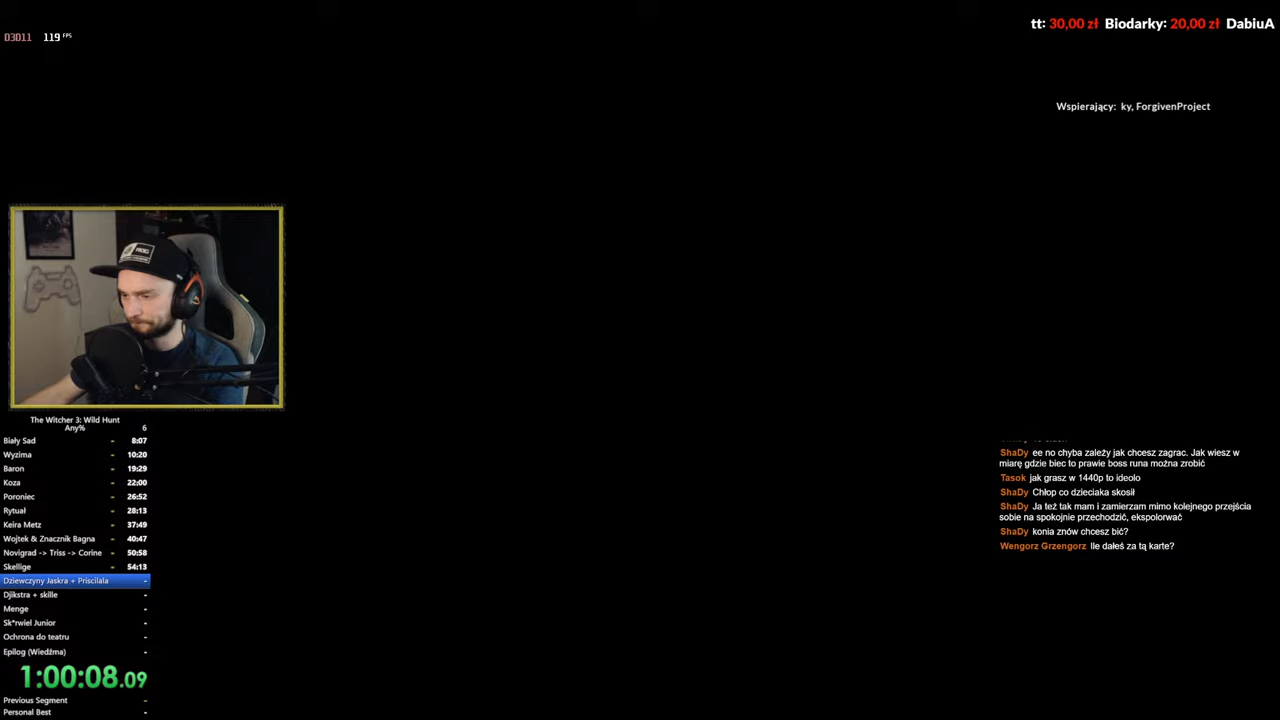 tt: 30,00 zł Biodarky: 20,00 zł DabiuA
03011 119 FPS
Wspierający: ky, ForgivenProject
The Witcher 3: Wild Hunt
Any% 6
Biały Sad - 8:07
Wyzima - 10:20
Baron - 19:29
Koza - 22:00
Poroniec - 26:52
Rytuał - 28:13
Keira Metz - 37:49
Wojtek & Znacznik Bagna - 40:47
Novigrad -> Triss -> Corine - 50:58
Skellige - 54:13
Dziewczyny Jaskra + Priscilala -
Djikstra + skille -
Menge -
Sk*rwiel Junior -
Ochrona do teatru -
Epilog (Wiedźma) -
1:00:08.09
Previous Segment -
Personal Best -
ShaDy ee no chyba zależy jak chcesz zagrac. Jak wiesz w
miarę gdzie biec to prawie boss runa można zrobić
Tasok jak grasz w 1440p to ideolo
ShaDy Chłop co dzieciaka skosił
ShaDy Ja też tak mam i zamierzam mimo kolejnego przejścia
sobie na spokojnie przechodzić, ekspolorwać
ShaDy konia znów chcesz bić?
Wengorz Grzengorz Ile dałeś za tą karte?